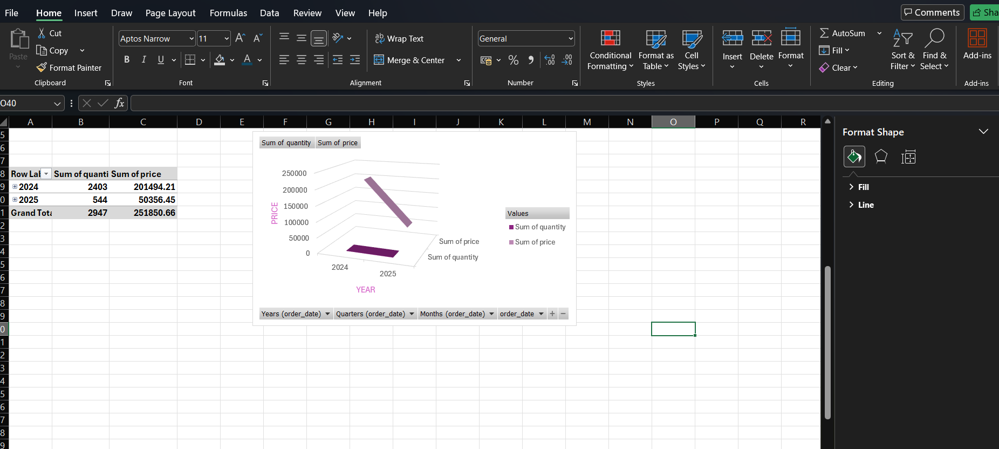 File Home Insert Draw Page Layout Formulas Data Review View Help Comments Sha
Paste Cut Copy Format Painter
Clipboard
Aptos Narrow 11
B I U A
Font
Wrap Text
Merge & Center
Alignment
General
% .00
Number
Conditional Formatting
Format as Table
Cell Styles
Styles
Insert Delete Format
Cells
AutoSum
Fill
Clear
Sort & Filter
Find & Select
Editing
Add-ins
Add-ins
O40 fx
A B C D E F G H I J K L M N O P Q R
5
6
7
8 Row Lab Sum of quanti Sum of price
9 2024 2403 201494.21
0 2025 544 50356.45
1 Grand Tota 2947 251850.66
2
3
4
5
6
7
8
9
0
1
2
3
4
5
6
7
8
9
Sum of quantity Sum of price
250000
200000
150000
100000
50000
0
PRICE
2024
2025
YEAR
Sum of price
Sum of quantity
Values
Sum of quantity
Sum of price
Years (order_date) Quarters (order_date) Months (order_date) order_date + −
Format Shape
Fill
Line